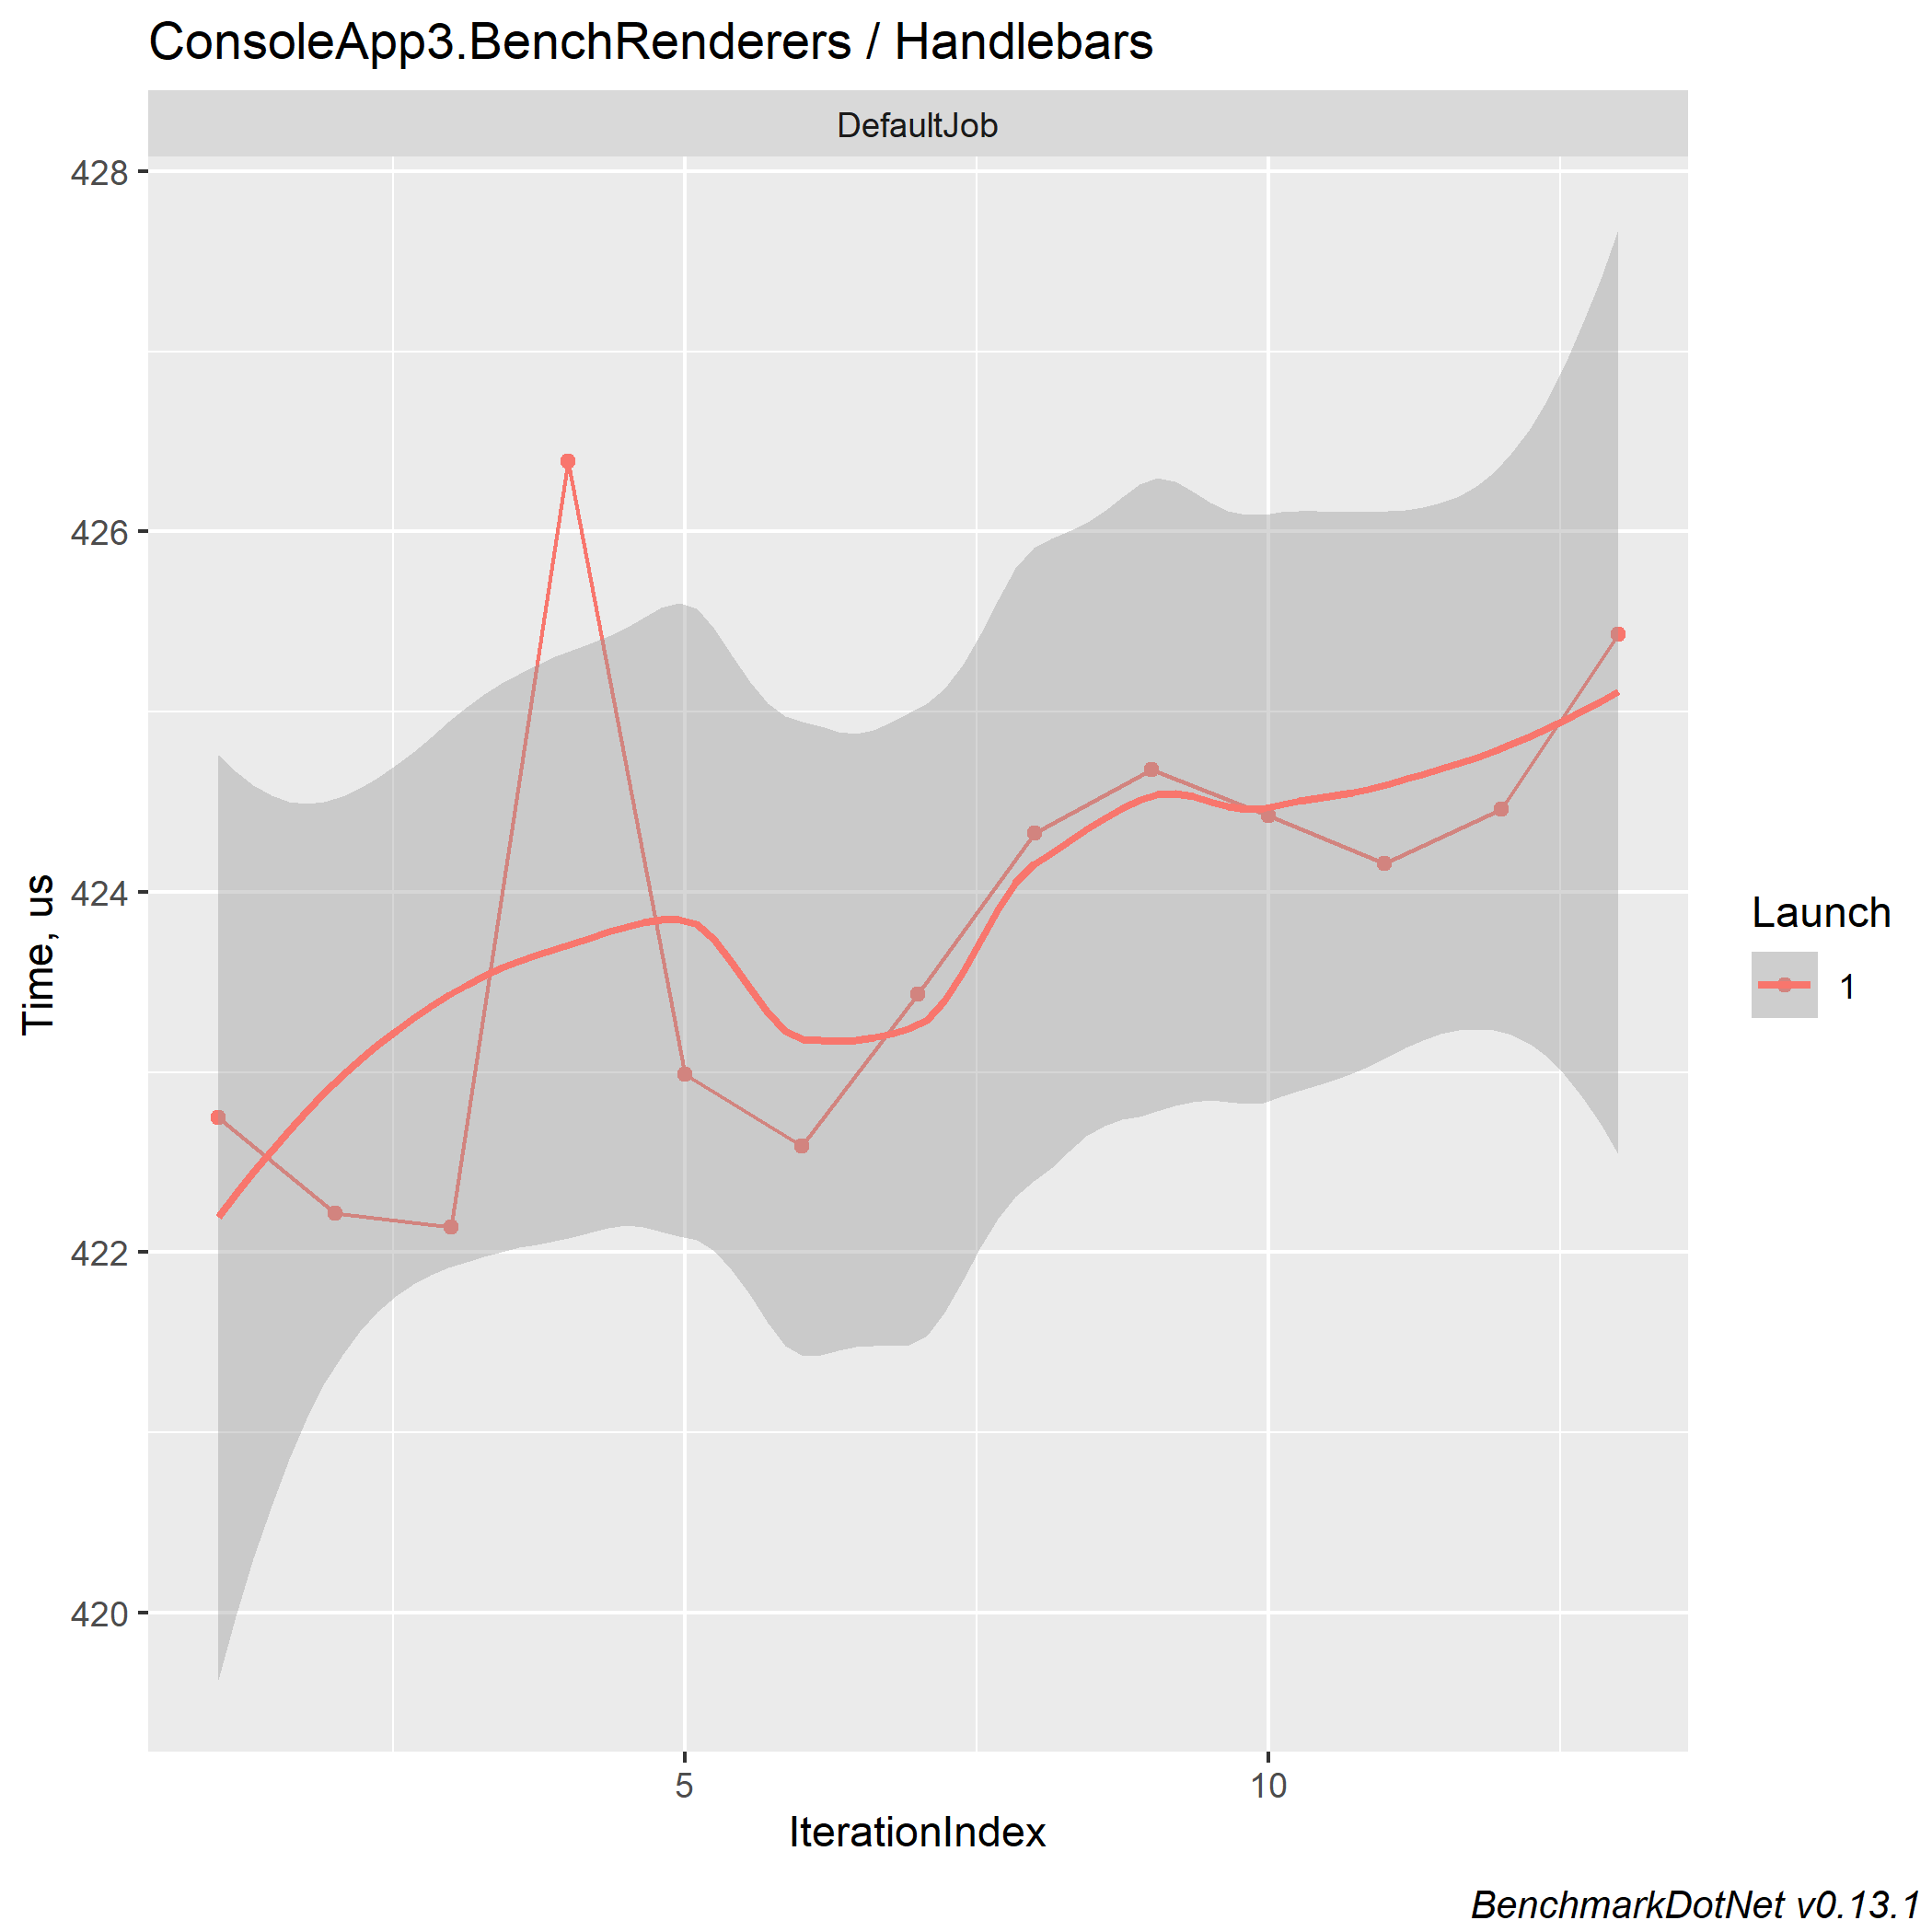 ConsoleApp3.BenchRenderers / Handlebars
DefaultJob
428
426
424
422
420
Time, us
5
10
IterationIndex
Launch
1
BenchmarkDotNet v0.13.1